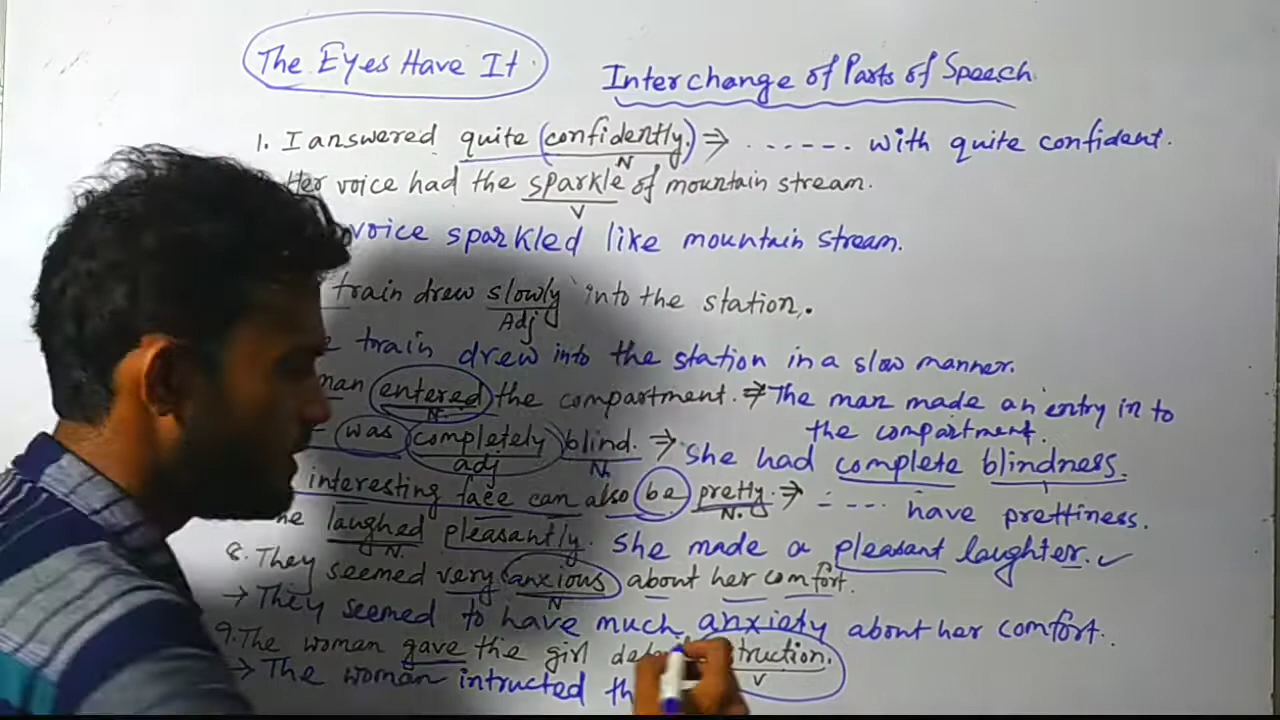 The Eyes Have It
Interchange of Parts of Speech
1. I answered quite (confidently.) ⇒ ...... with quite confident.
N
Her voice had the sparkle of mountain stream.
V
voice sparkled like mountain stream.
train drew slowly into the station.
Adj
train drew into the station in a slow manner.
man entered the compartment. ⇒ The man made an entry in to
N.
the compartment.
was completely blind. ⇒ She had complete blindness.
adj N.
interesting face can also be pretty. ⇒ .... have prettiness.
N.
laughed pleasantly. She made a pleasant laughter. ✓
N.
8. They seemed very anxious about her comfort.
N
→ They seemed to have much anxiety about her comfort.
9. The woman gave the girl truction.
V
→ The woman intructed